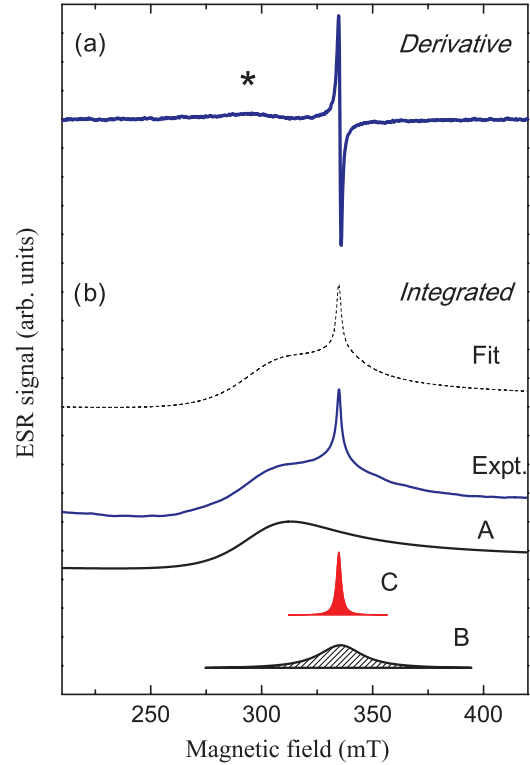 (a)
Derivative
*
(b)
Integrated
Fit
Expt.
A
C
B
ESR signal (arb. units)
250 300 350 400
Magnetic field (mT)